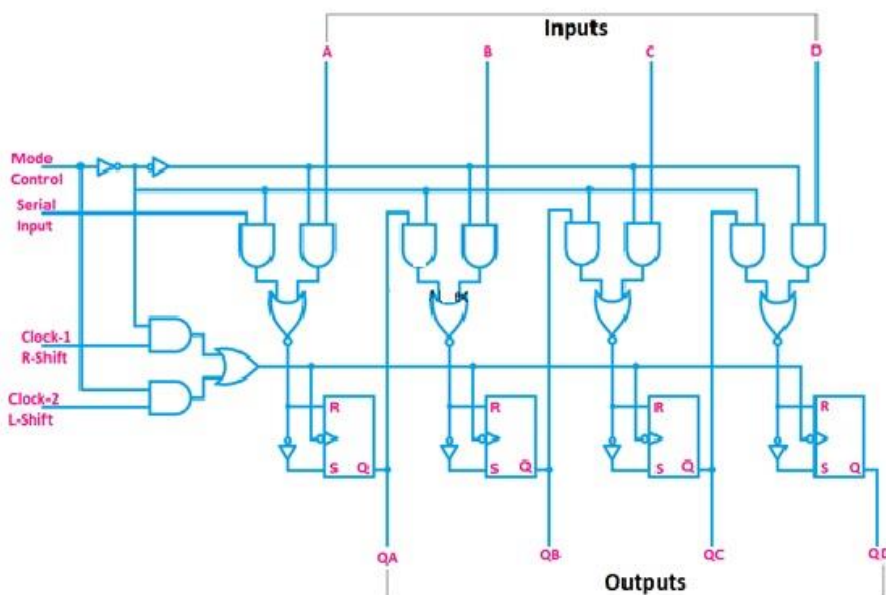 Inputs
A B C D
Mode
Control
Serial
Input
Clock-1
R-Shift
Clock-2
L-Shift
R R R R
S Q S Q̄ S Q̄ S Q
QA QB QC QD
Outputs